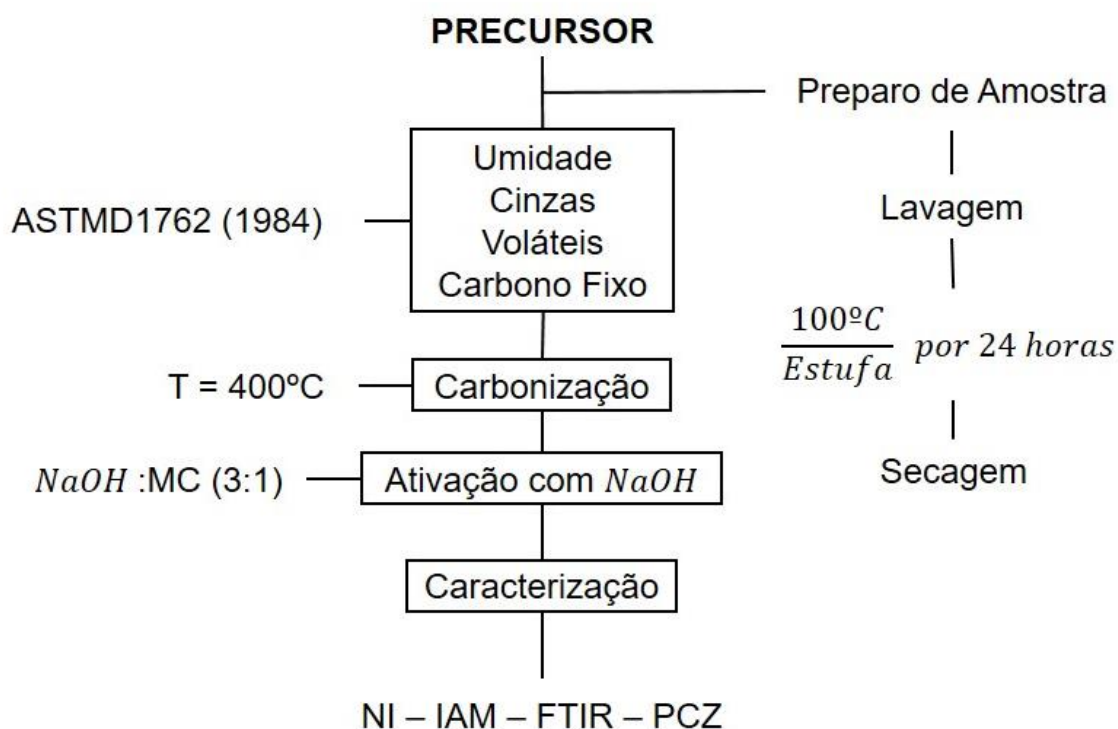 PRECURSOR
Preparo de Amostra
Umidade
Cinzas
Voláteis
Carbono Fixo
ASTMD1762 (1984)
Lavagem
100ºC
Estufa
por 24 horas
T = 400ºC
Carbonização
Secagem
NaOH :MC (3:1)
Ativação com NaOH
Caracterização
NI – IAM – FTIR – PCZ